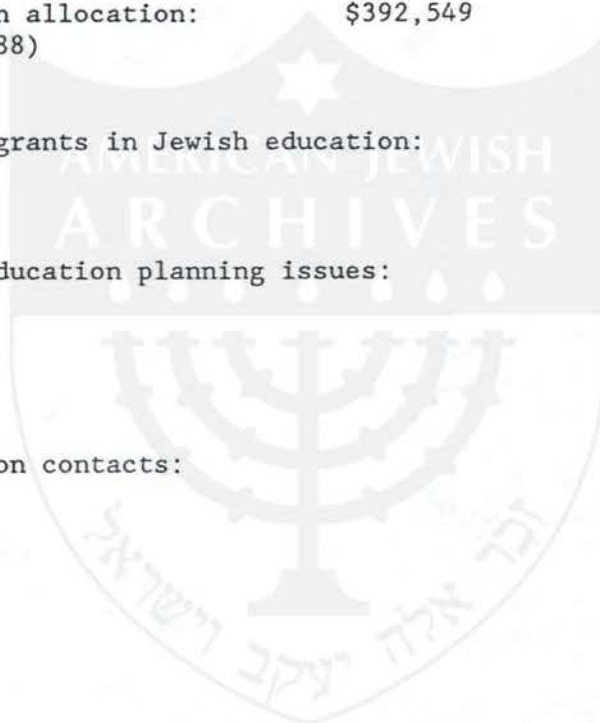 n allocation: $392,549
38)
grants in Jewish education:
AMERICAN JEWISH
ARCHIVES
ducation planning issues:
on contacts:
זכר אלה יעקב וישראל